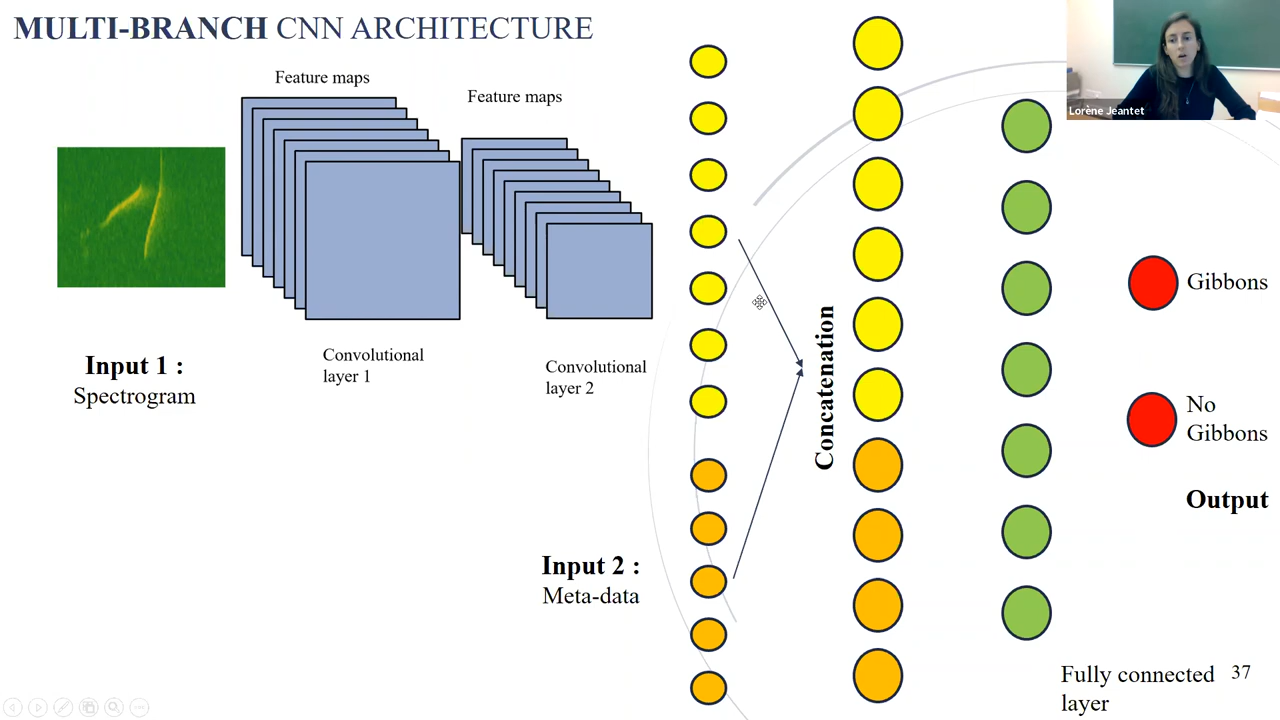 MULTI-BRANCH CNN ARCHITECTURE
Feature maps
Feature maps
Lorène Jeantet
Input 1 :
Spectrogram
Convolutional
layer 1
Convolutional
layer 2
Concatenation
Gibbons
No
Gibbons
Output
Input 2 :
Meta-data
Fully connected
layer
37